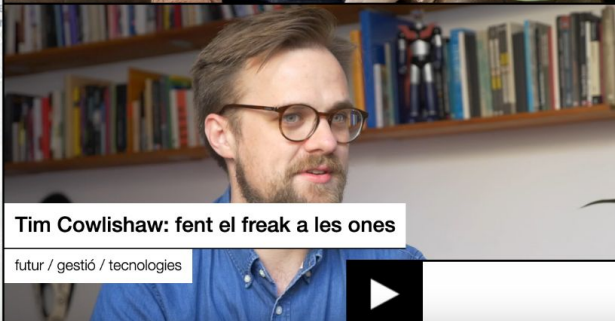 Tim Cowlishaw: fent el freak a les ones
futur / gestió / tecnologies